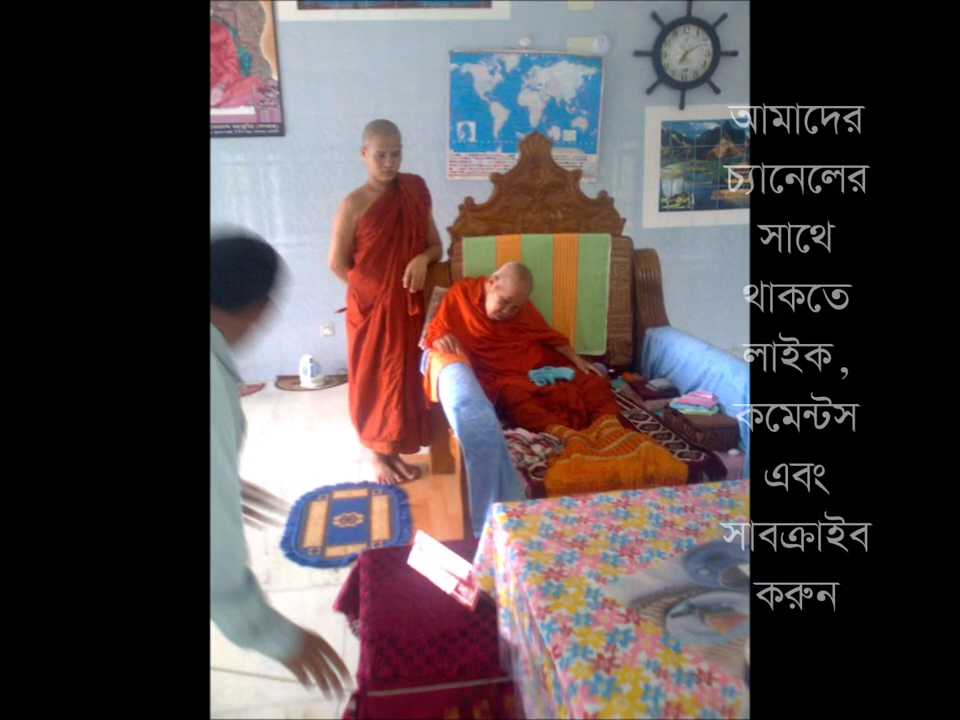 আমাদের
চ্যানেলের
সাথে
থাকতে
লাইক,
কমেন্টস
এবং
সাবক্রাইব
করুন